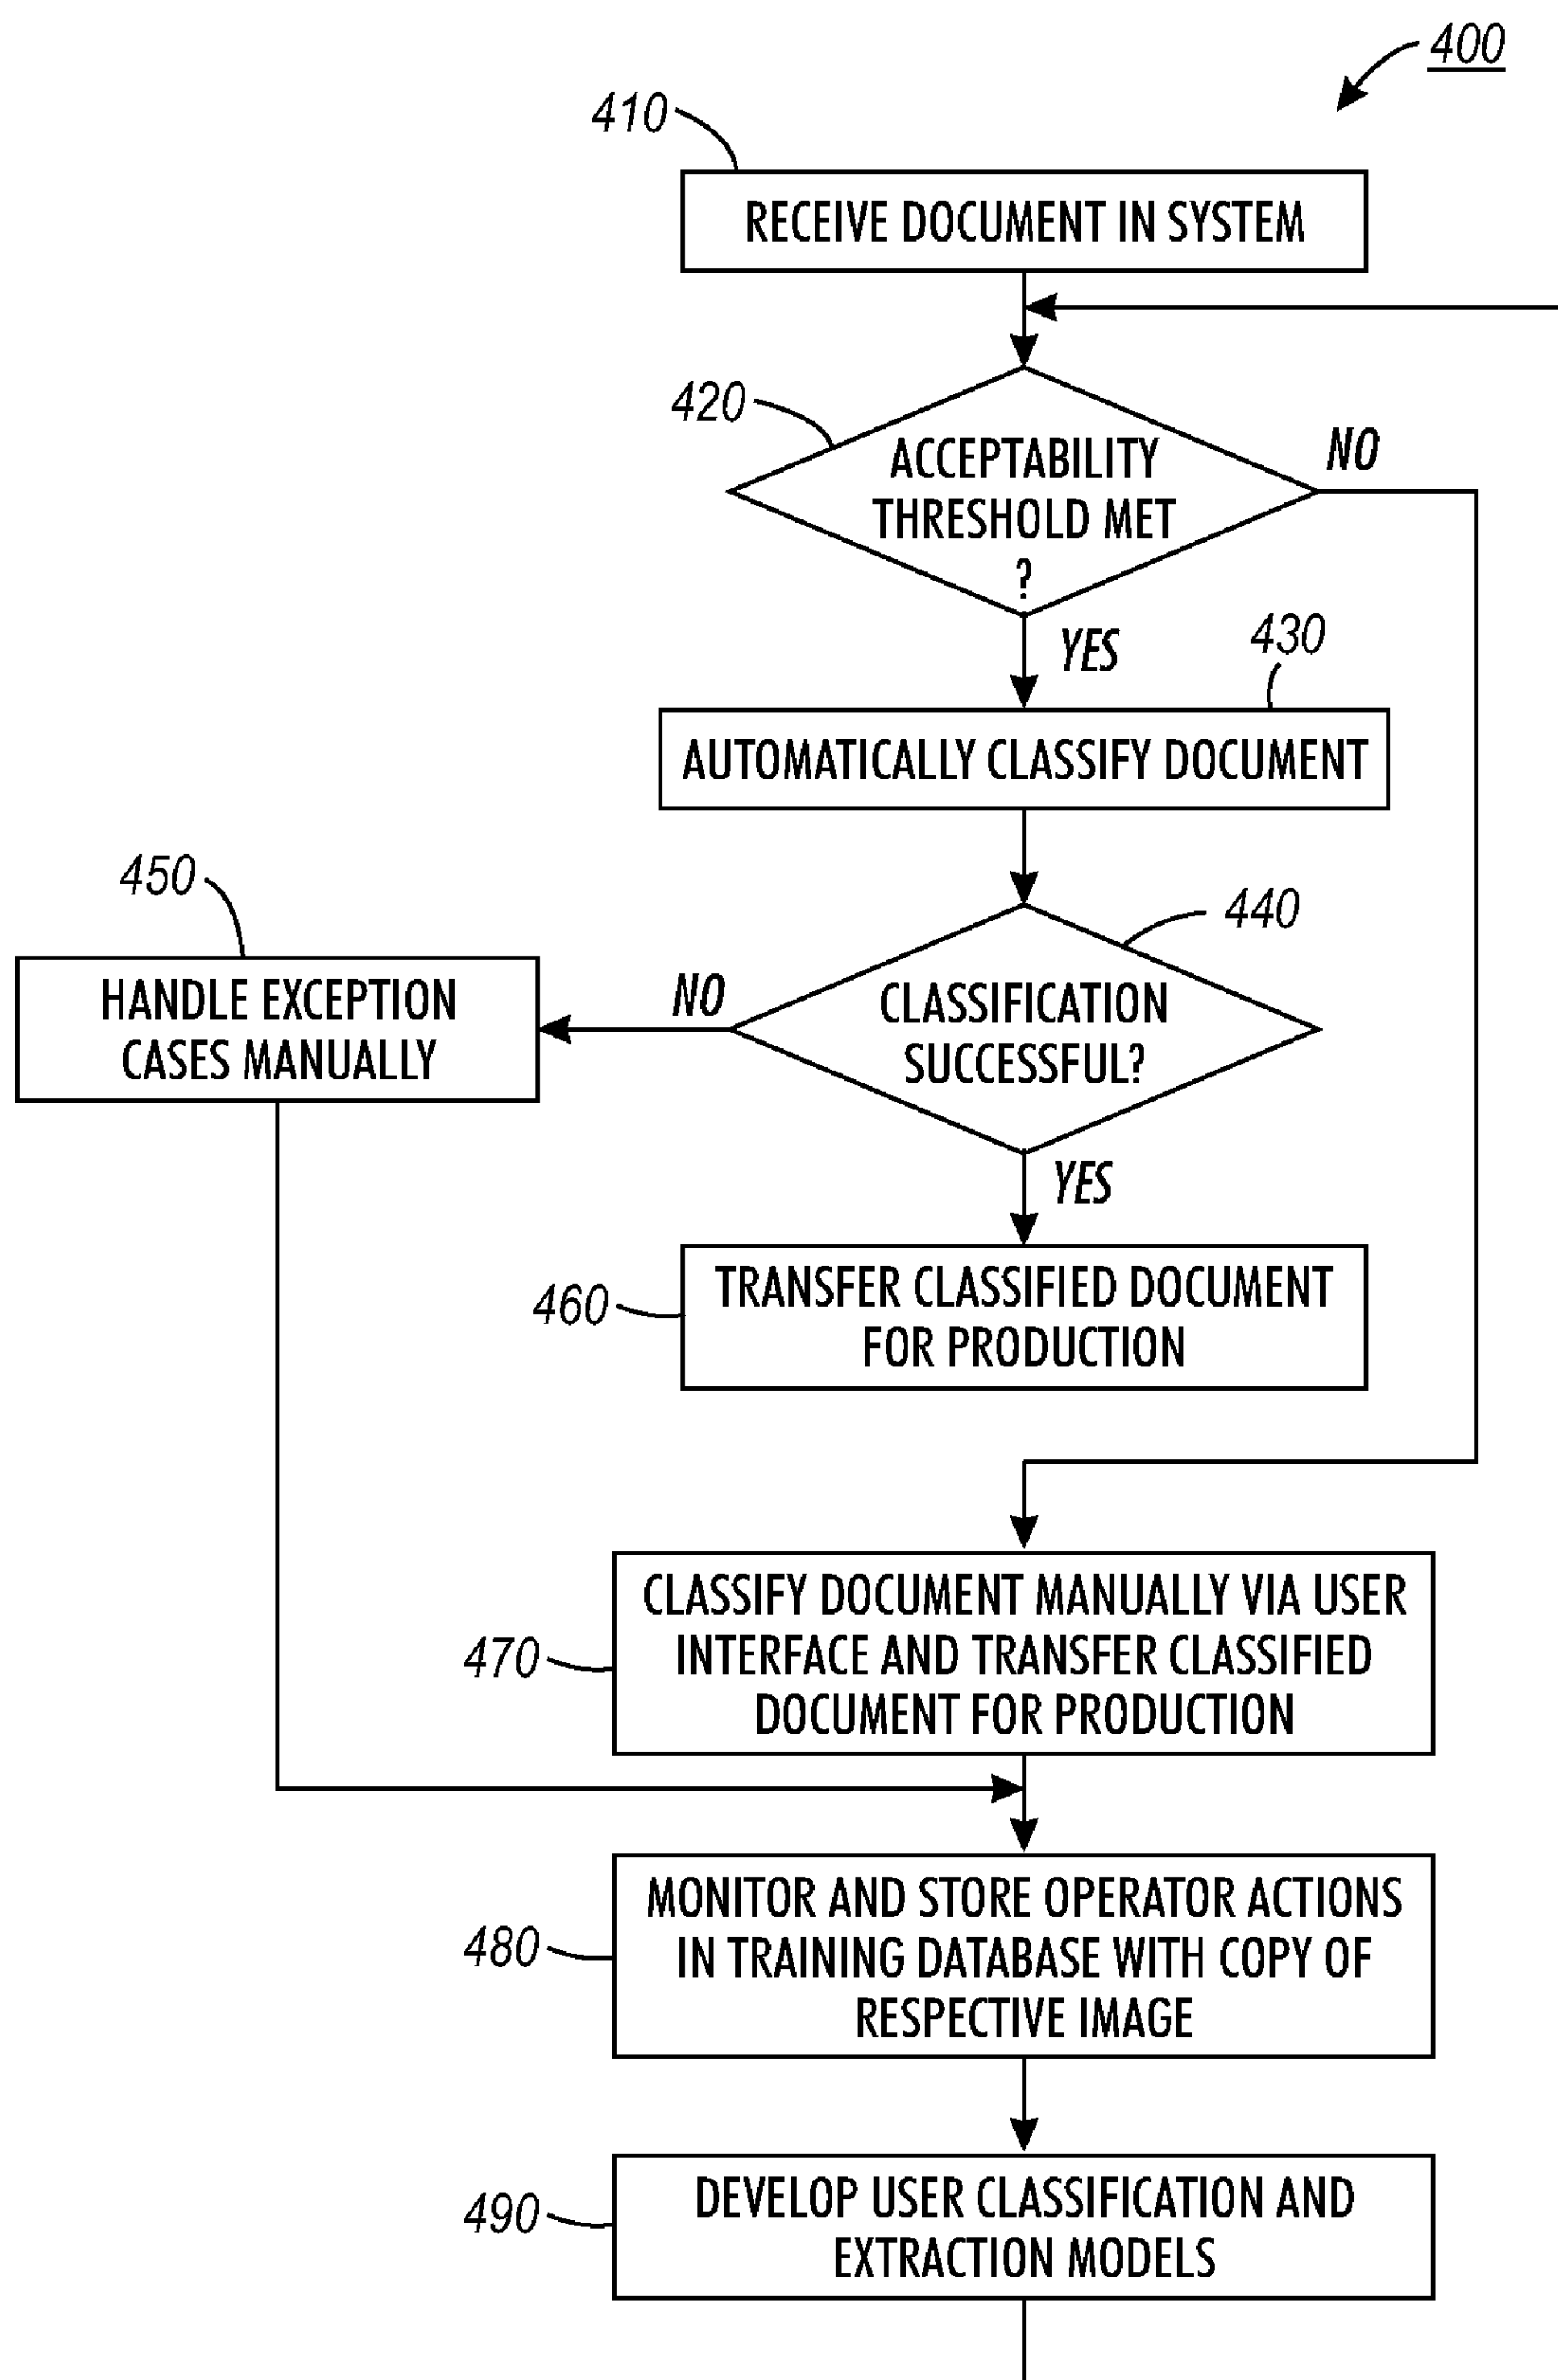 400
410
RECEIVE DOCUMENT IN SYSTEM
420
ACCEPTABILITY
THRESHOLD MET
?
NO
YES
430
AUTOMATICALLY CLASSIFY DOCUMENT
440
CLASSIFICATION
SUCCESSFUL?
NO
450
HANDLE EXCEPTION
CASES MANUALLY
YES
460
TRANSFER CLASSIFIED DOCUMENT
FOR PRODUCTION
470
CLASSIFY DOCUMENT MANUALLY VIA USER
INTERFACE AND TRANSFER CLASSIFIED
DOCUMENT FOR PRODUCTION
480
MONITOR AND STORE OPERATOR ACTIONS
IN TRAINING DATABASE WITH COPY OF
RESPECTIVE IMAGE
490
DEVELOP USER CLASSIFICATION AND
EXTRACTION MODELS